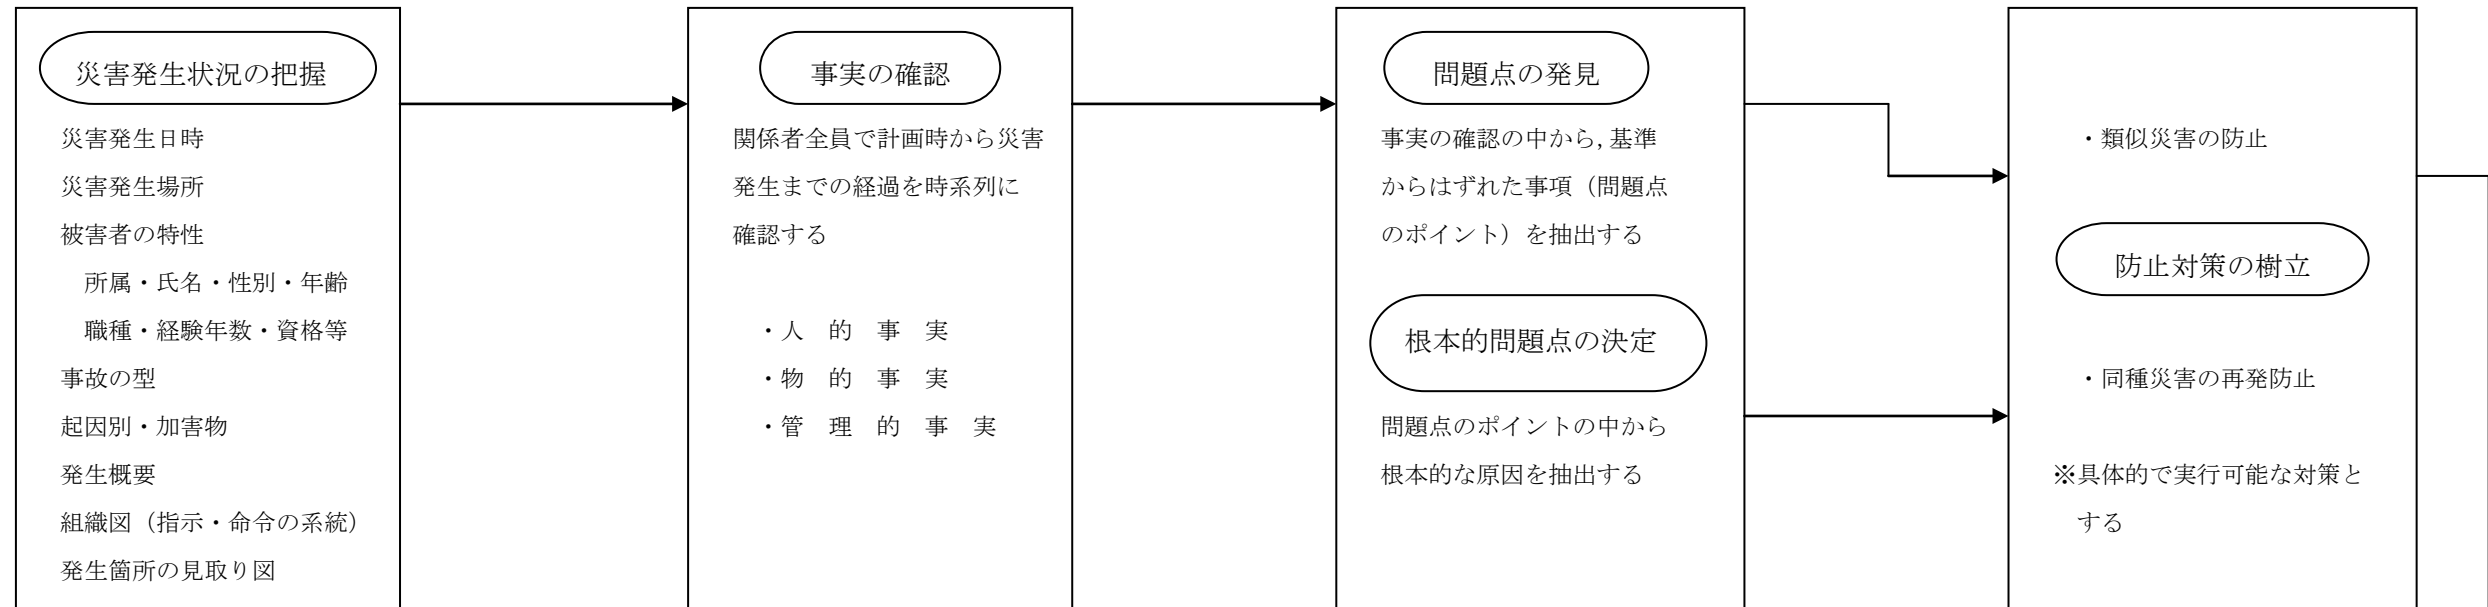 災害発生状況の把握
災害発生日時
災害発生場所
被害者の特性
所属・氏名・性別・年齢
職種・経験年数・資格等
事故の型
起因別・加害物
発生概要
組織図（指示・命令の系統）
発生箇所の見取り図
事実の確認
関係者全員で計画時から災害
発生までの経過を時系列に
確認する
・人　的　事　実
・物　的　事　実
・管　理　的　事　実
問題点の発見
事実の確認の中から,基準
からはずれた事項（問題点
のポイント）を抽出する
根本的問題点の決定
問題点のポイントの中から
根本的な原因を抽出する
・類似災害の防止
防止対策の樹立
・同種災害の再発防止
※具体的で実行可能な対策と
する